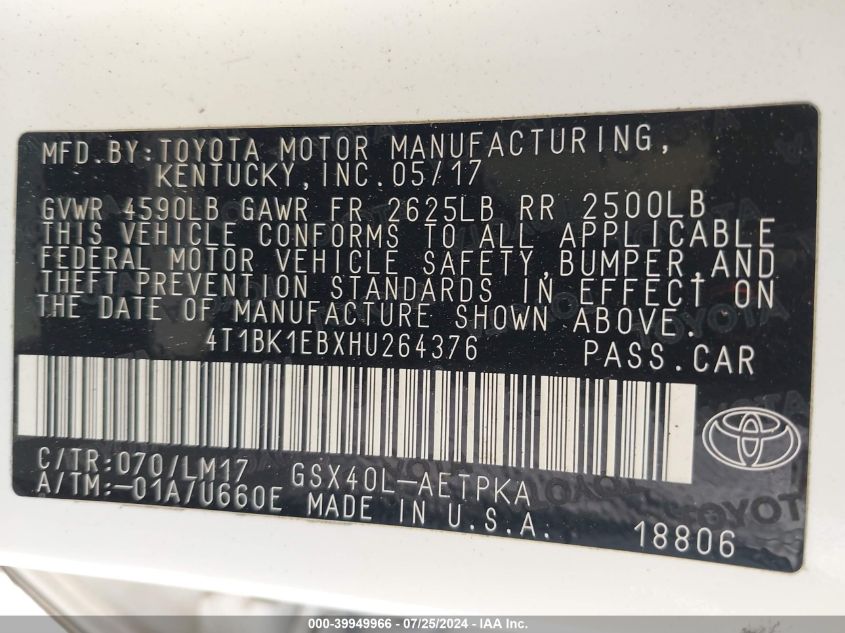 MFD.BY:TOYOTA MOTOR MANUFACTURING,
KENTUCKY,INC.05/17
GVWR 4590LB GAWR FR 2625LB RR 2500LB
THIS VEHICLE CONFORMS TO ALL APPLICABLE
FEDERAL MOTOR VEHICLE SAFETY,BUMPER,AND
THEFT PREVENTION STANDARDS IN EFFECT ON
THE DATE OF MANUFACTURE SHOWN ABOVE.
4T1BK1EBXHU264376 PASS.CAR
C/TR:070/LM17 GSX40L-AETPKA
A/TM:-01A/U660E MADE IN U.S.A.
TOYOTA
18806
------ STOCK: 39949966 - 07/25/2024 - IAA Inc. ------